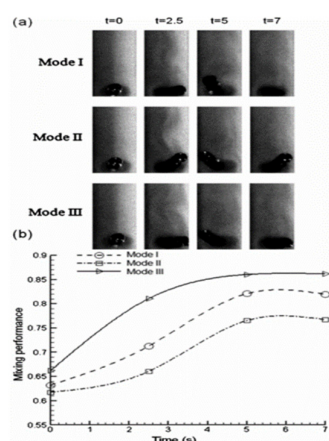 (a)
t=0 t=2.5 t=5 t=7
Mode I
Mode II
Mode III
(b)
0.9
0.85
0.8
0.75
0.7
0.65
0.6
0.55
Mixing performance
Mode I
Mode II
Mode III
0 1 2 3 4 5 6 7
Time (s)